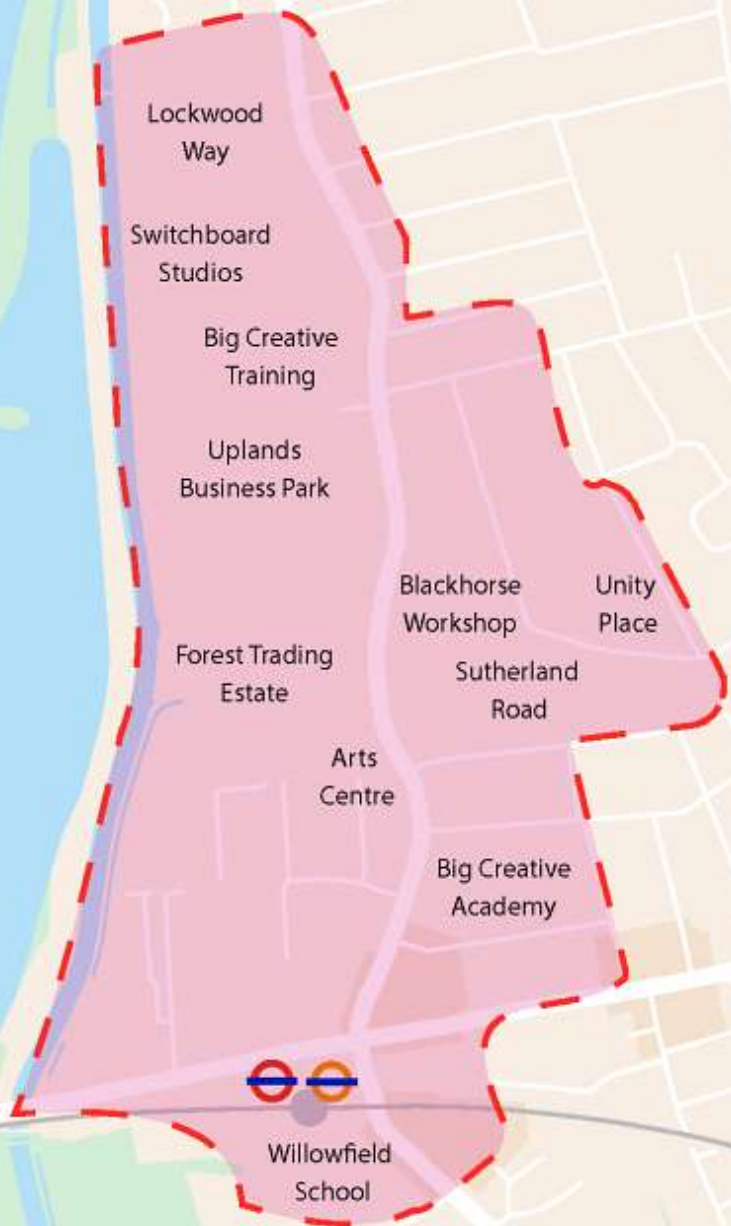 Lockwood
Way
Switchboard
Studios
Big Creative
Training
Uplands
Business Park
Blackhorse
Workshop
Unity
Place
Forest Trading
Estate
Sutherland
Road
Arts
Centre
Big Creative
Academy
Willowfield
School